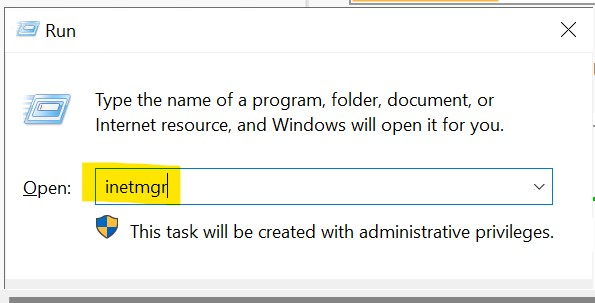 Run
Type the name of a program, folder, document, or
Internet resource, and Windows will open it for you.
Open: inetmgr
This task will be created with administrative privileges.